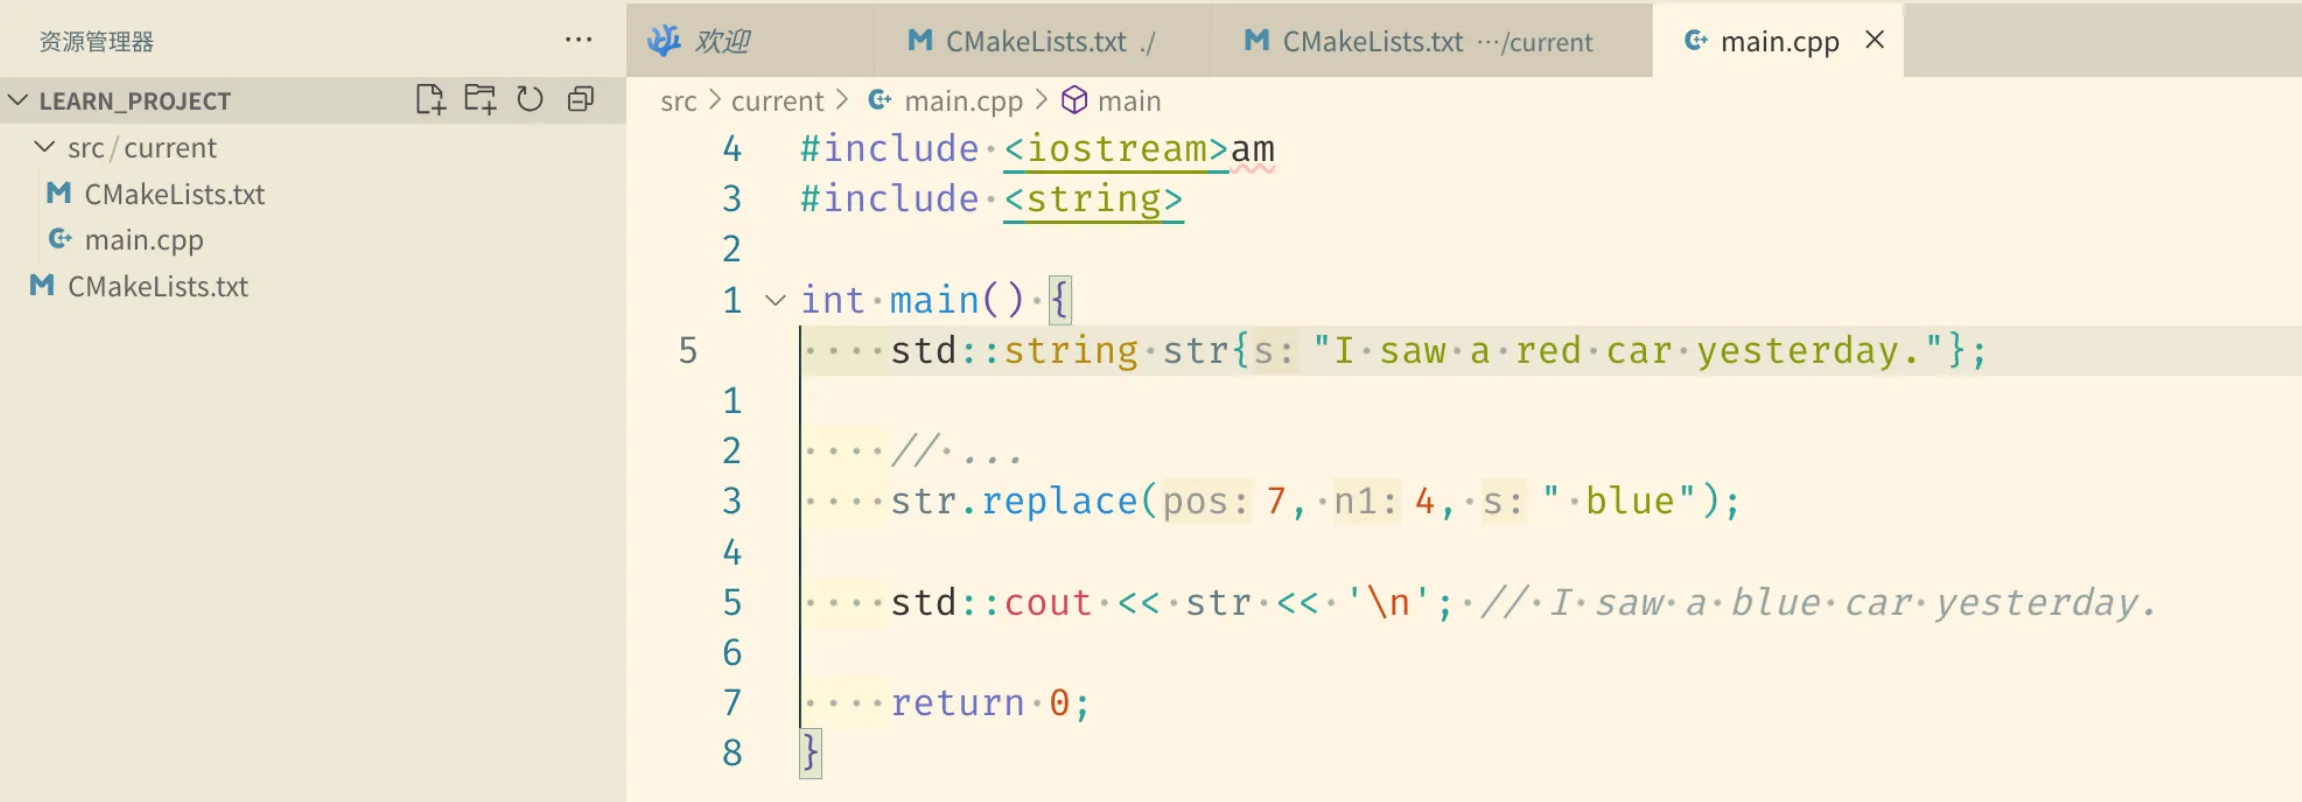 资源管理器 ···
LEARN_PROJECT
src/current
CMakeLists.txt
main.cpp
CMakeLists.txt
欢迎 CMakeLists.txt ./ CMakeLists.txt ···/current main.cpp
src > current > main.cpp > main
4 #include <iostream>am
3 #include <string>
2
1 int main() {
5 std::string str{s: "I saw a red car yesterday."};
1
2 // ...
3 str.replace(pos: 7, n1: 4, s: " blue");
4
5 std::cout << str << '\n'; // I saw a blue car yesterday.
6
7 return 0;
8 }